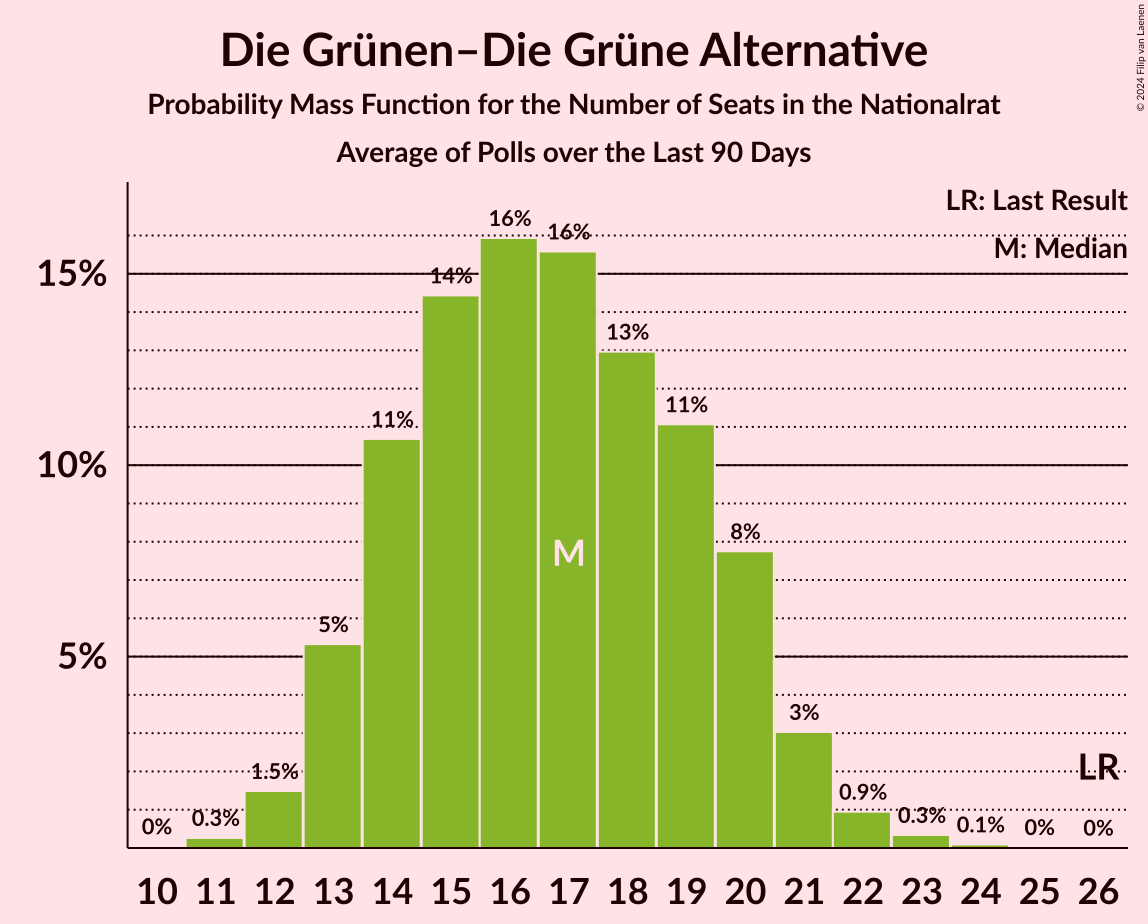 Die Grünen–Die Grüne Alternative
Probability Mass Function for the Number of Seats in the Nationalrat
Average of Polls over the Last 90 Days
© 2024 Filip van Laenen
LR: Last Result
M: Median
15%
10%
5%
0%
0.3%
1.5%
5%
11%
14%
16%
16%
13%
11%
8%
3%
0.9%
0.3%
0.1%
0%
0%
M
LR
10 11 12 13 14 15 16 17 18 19 20 21 22 23 24 25 26